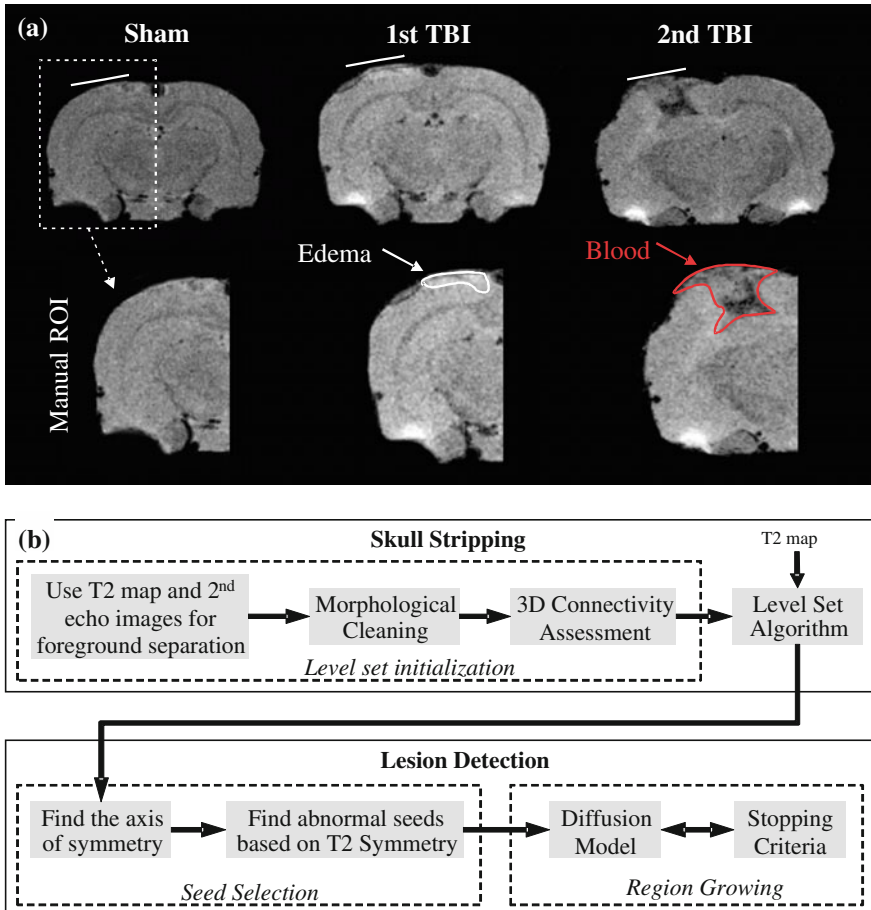 (a)
Sham
1st TBI
2nd TBI
Manual ROI
Edema
Blood
(b)
Skull Stripping
T2 map
Use T2 map and 2nd
echo images for
foreground separation
Morphological
Cleaning
3D Connectivity
Assessment
Level Set
Algorithm
Level set initialization
Lesion Detection
Find the axis
of symmetry
Find abnormal seeds
based on T2 Symmetry
Diffusion
Model
Stopping
Criteria
Seed Selection
Region Growing